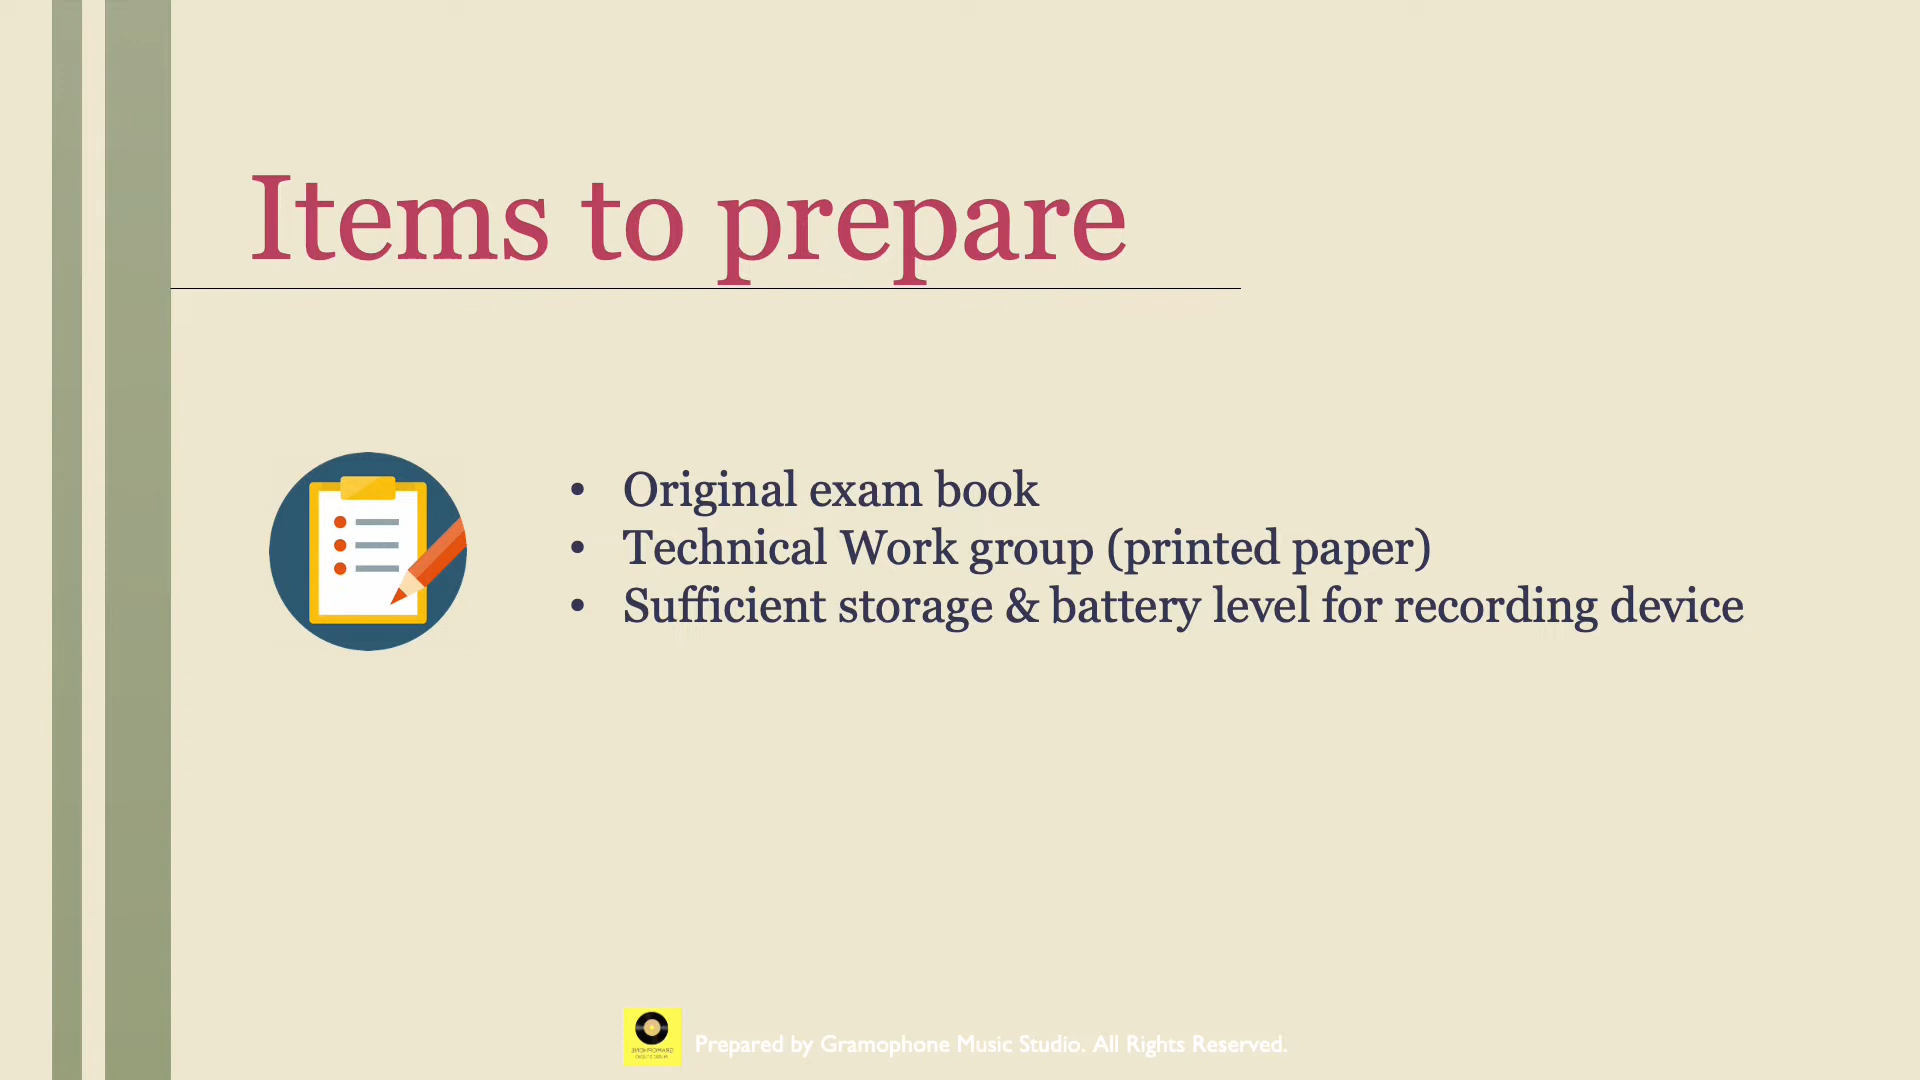 Items to prepare
• Original exam book
• Technical Work group (printed paper)
• Sufficient storage & battery level for recording device
Prepared by Gramophone Music Studio. All Rights Reserved.